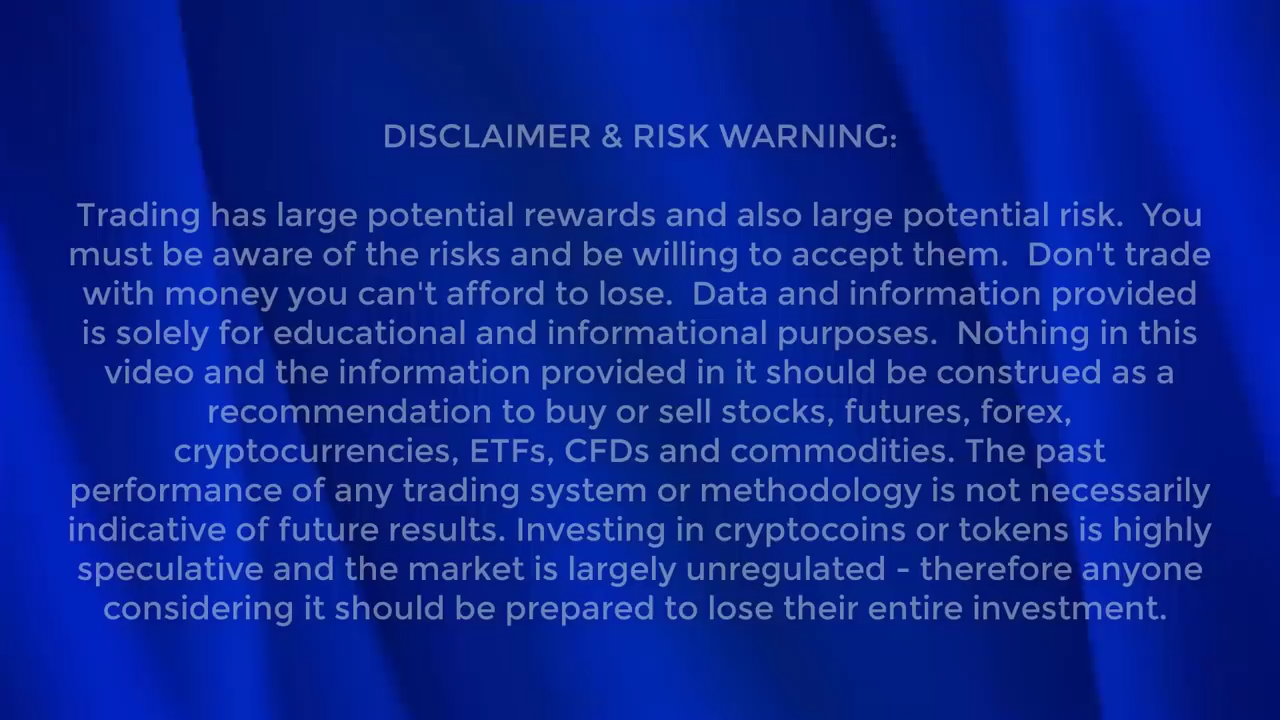 DISCLAIMER & RISK WARNING:
Trading has large potential rewards and also large potential risk.  You
must be aware of the risks and be willing to accept them.  Don't trade
with money you can't afford to lose.  Data and information provided
is solely for educational and informational purposes.  Nothing in this
video and the information provided in it should be construed as a
recommendation to buy or sell stocks, futures, forex,
cryptocurrencies, ETFs, CFDs and commodities. The past
performance of any trading system or methodology is not necessarily
indicative of future results. Investing in cryptocoins or tokens is highly
speculative and the market is largely unregulated - therefore anyone
considering it should be prepared to lose their entire investment.